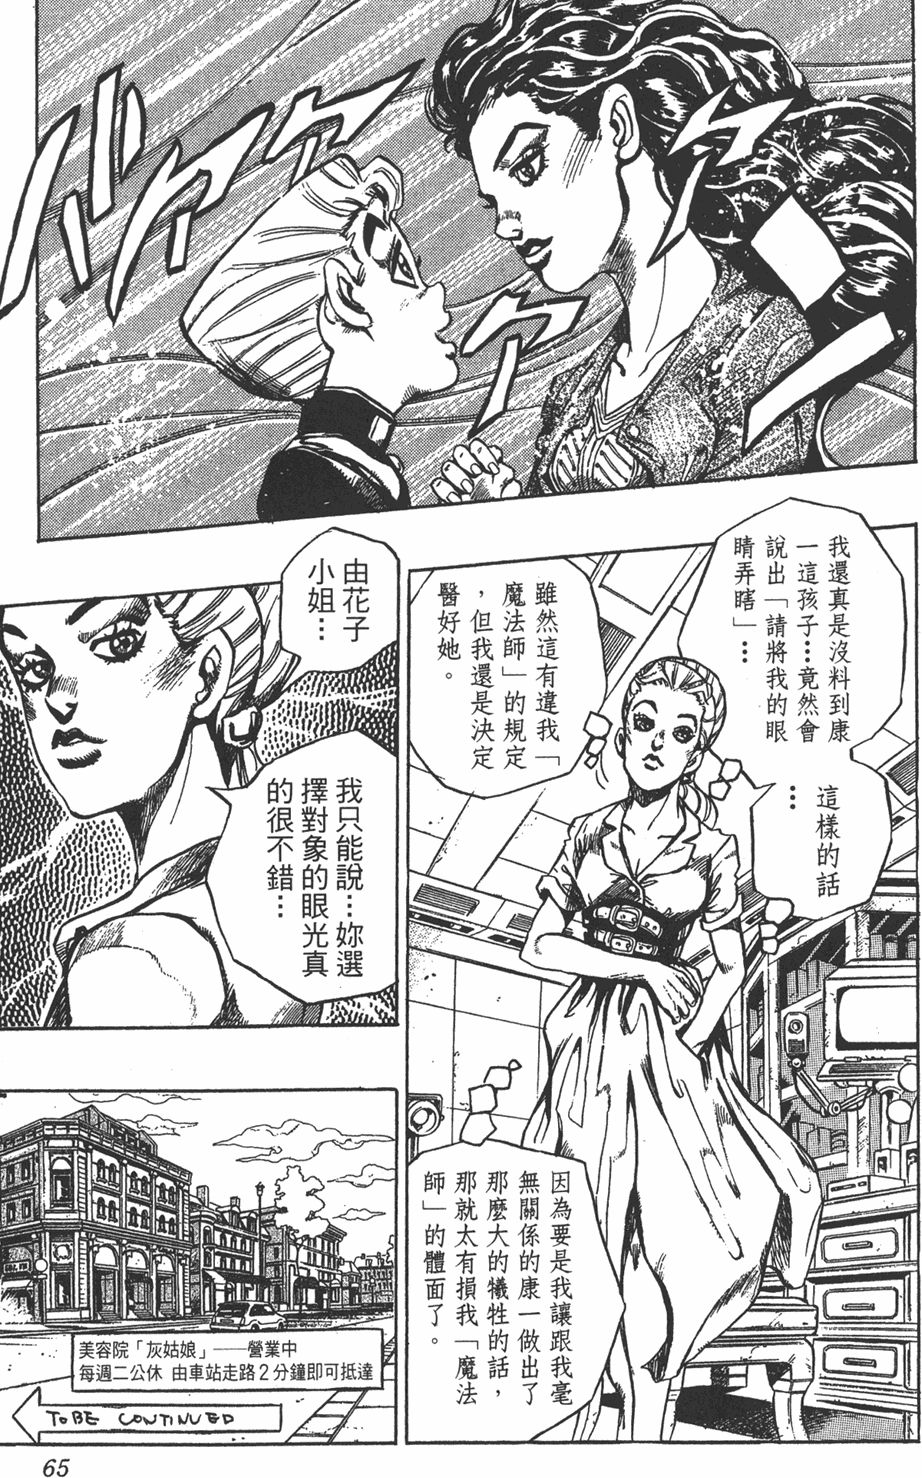 バァアァァァーッ
我還真是沒料到康
一這孩子…竟然會
說出「請將我的眼
睛弄瞎」…
這樣的話
…
雖然這有違我「
魔法師」的規定
，但我還是決定
醫好她。
因為要是我讓跟我毫
無關係的康一做出了
那麼大的犧牲的話，
那就太有損我「魔法
師」的體面了。
由花子
小姐…
我只能說…妳選
擇對象的眼光真
的很不錯…
美容院「灰姑娘」——營業中
每週二公休 由車站走路2分鐘即可抵達
TO BE CONTINUED
65